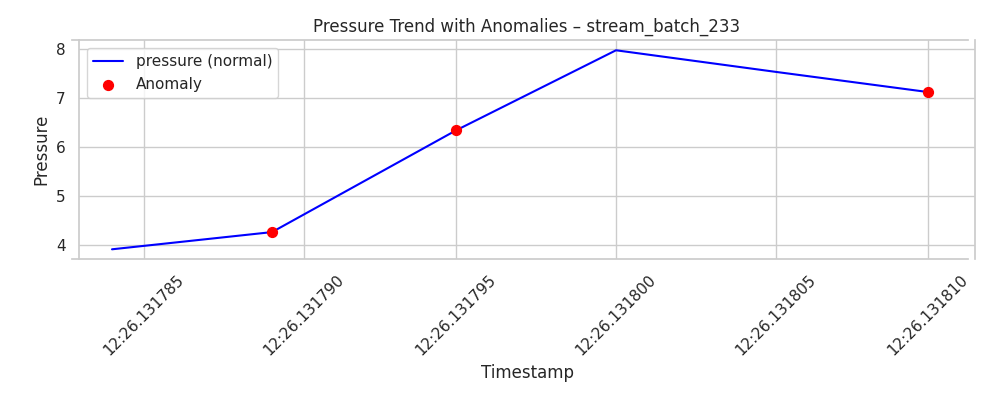 Pressure Trend with Anomalies – stream_batch_233
pressure (normal)
Anomaly
Pressure
8
7
6
5
4
12:26.131785
12:26.131790
12:26.131795
12:26.131800
12:26.131805
12:26.131810
Timestamp